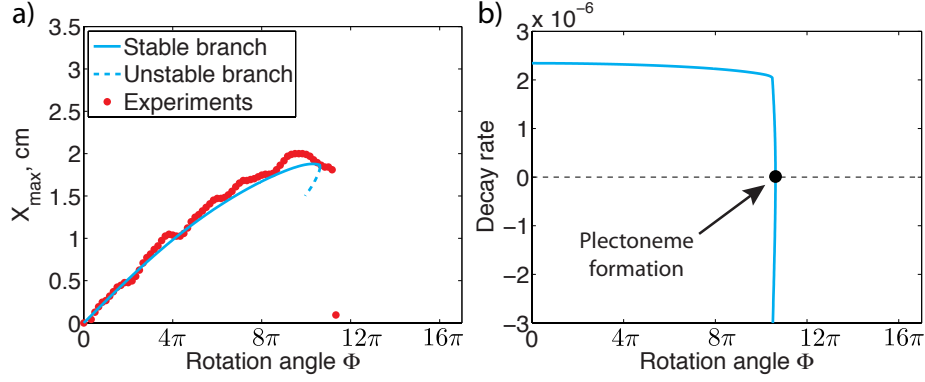 a)
3.5
3
2.5
2
1.5
1
0.5
0
X_max, cm
Stable branch
Unstable branch
Experiments
0 4π 8π 12π 16π
Rotation angle Φ
b)
3 x 10^-6
2
1
0
−1
−2
−3
Decay rate
Plectoneme
formation
0 4π 8π 12π 16π
Rotation angle Φ